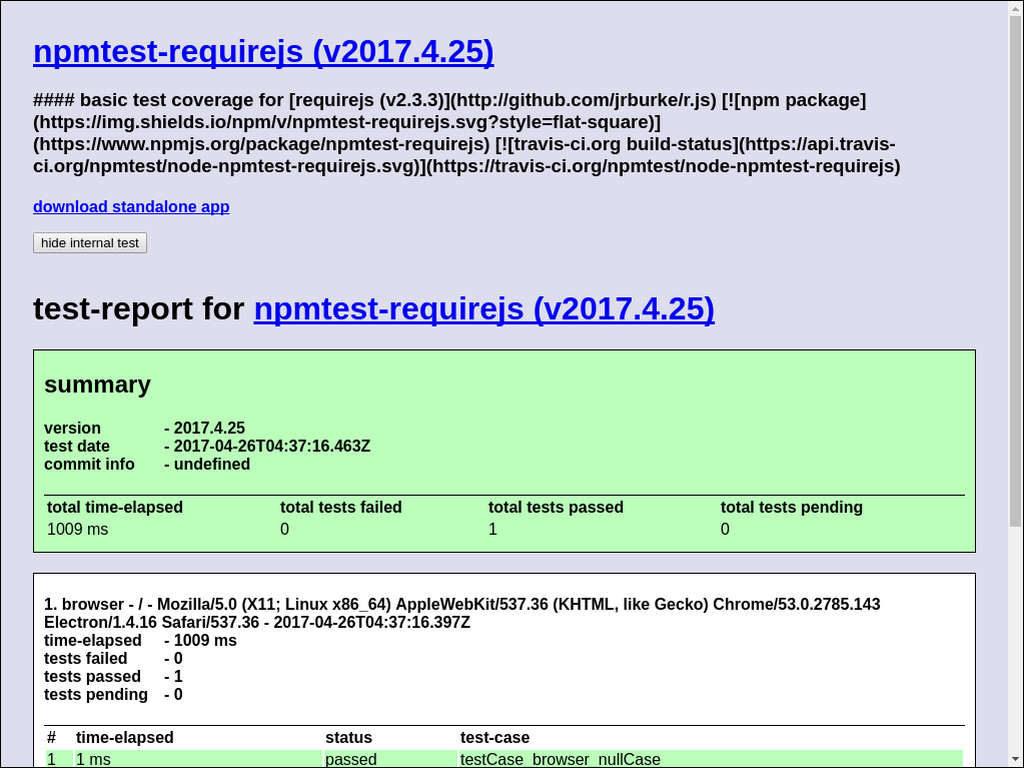 npmtest-requirejs (v2017.4.25)
#### basic test coverage for [requirejs (v2.3.3)](http://github.com/jrburke/r.js) [![npm package]
(https://img.shields.io/npm/v/npmtest-requirejs.svg?style=flat-square)]
(https://www.npmjs.org/package/npmtest-requirejs) [![travis-ci.org build-status](https://api.travis-
ci.org/npmtest/node-npmtest-requirejs.svg)](https://travis-ci.org/npmtest/node-npmtest-requirejs)
download standalone app
hide internal test
test-report for npmtest-requirejs (v2017.4.25)
summary
version - 2017.4.25
test date - 2017-04-26T04:37:16.463Z
commit info - undefined
total time-elapsed total tests failed total tests passed total tests pending
1009 ms 0 1 0
1. browser - / - Mozilla/5.0 (X11; Linux x86_64) AppleWebKit/537.36 (KHTML, like Gecko) Chrome/53.0.2785.143
Electron/1.4.16 Safari/537.36 - 2017-04-26T04:37:16.397Z
time-elapsed - 1009 ms
tests failed - 0
tests passed - 1
tests pending - 0
# time-elapsed status test-case
1 1 ms passed testCase_browser_nullCase